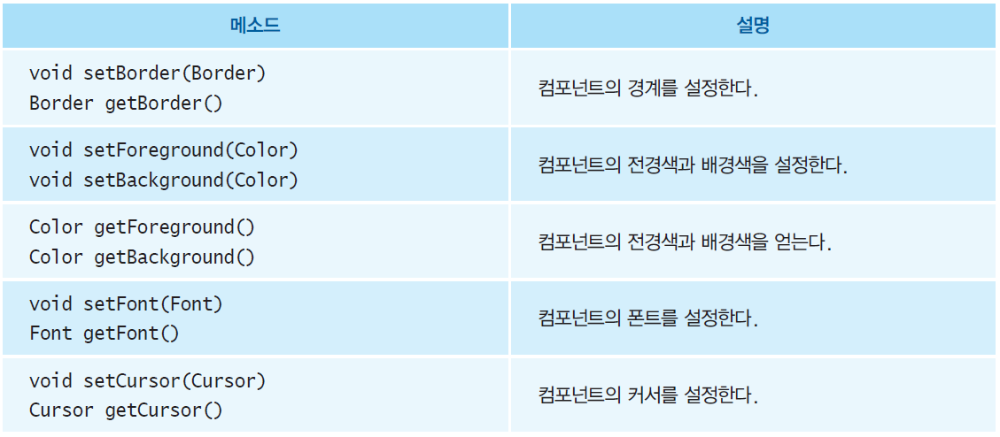 메소드 설명
void setBorder(Border)
Border getBorder()
컴포넌트의 경계를 설정한다.
void setForeground(Color)
void setBackground(Color)
컴포넌트의 전경색과 배경색을 설정한다.
Color getForeground()
Color getBackground()
컴포넌트의 전경색과 배경색을 얻는다.
void setFont(Font)
Font getFont()
컴포넌트의 폰트를 설정한다.
void setCursor(Cursor)
Cursor getCursor()
컴포넌트의 커서를 설정한다.